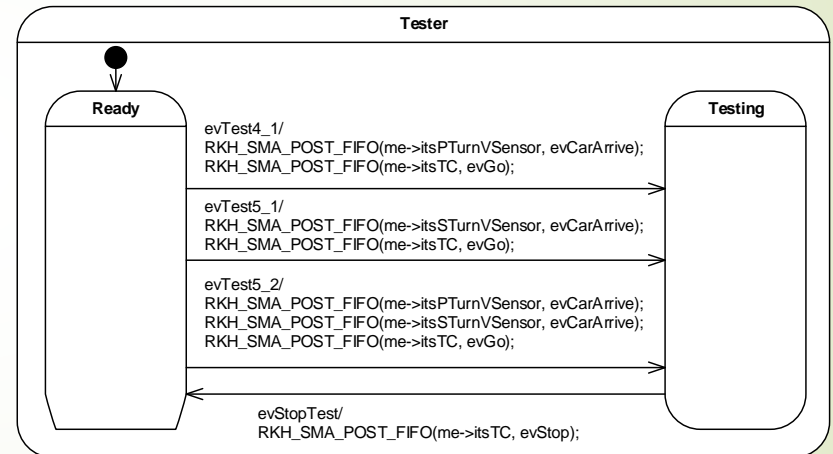 Tester
Ready
Testing
evTest4_1/
RKH_SMA_POST_FIFO(me->itsPTurnVSensor, evCarArrive);
RKH_SMA_POST_FIFO(me->itsTC, evGo);
evTest5_1/
RKH_SMA_POST_FIFO(me->itsSTurnVSensor, evCarArrive);
RKH_SMA_POST_FIFO(me->itsTC, evGo);
evTest5_2/
RKH_SMA_POST_FIFO(me->itsPTurnVSensor, evCarArrive);
RKH_SMA_POST_FIFO(me->itsSTurnVSensor, evCarArrive);
RKH_SMA_POST_FIFO(me->itsTC, evGo);
evStopTest/
RKH_SMA_POST_FIFO(me->itsTC, evStop);